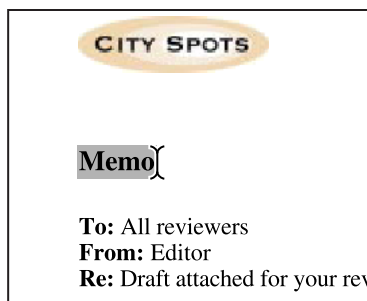 CITY SPOTS
Memo
To: All reviewers
From: Editor
Re: Draft attached for your rev